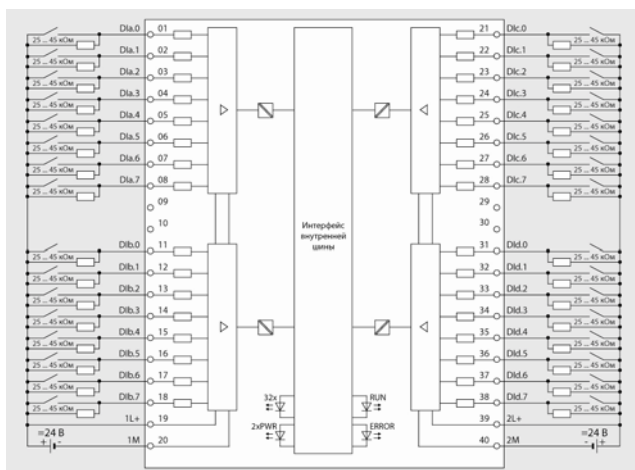 DIa.0 01 21 DIc.0
25 ... 45 кОм 25 ... 45 кОм
DIa.1 02 22 DIc.1
25 ... 45 кОм 25 ... 45 кОм
DIa.2 03 23 DIc.2
25 ... 45 кОм 25 ... 45 кОм
DIa.3 04 24 DIc.3
25 ... 45 кОм 25 ... 45 кОм
DIa.4 05 25 DIc.4
25 ... 45 кОм 25 ... 45 кОм
DIa.5 06 26 DIc.5
25 ... 45 кОм 25 ... 45 кОм
DIa.6 07 27 DIc.6
25 ... 45 кОм 25 ... 45 кОм
DIa.7 08 28 DIc.7
25 ... 45 кОм 25 ... 45 кОм
09 29
10 30
Интерфейс
внутренней
шины
DIb.0 11 31 DId.0
25 ... 45 кОм 25 ... 45 кОм
DIb.1 12 32 DId.1
25 ... 45 кОм 25 ... 45 кОм
DIb.2 13 33 DId.2
25 ... 45 кОм 25 ... 45 кОм
DIb.3 14 34 DId.3
25 ... 45 кОм 25 ... 45 кОм
DIb.4 15 35 DId.4
25 ... 45 кОм 25 ... 45 кОм
DIb.5 16 36 DId.5
25 ... 45 кОм 25 ... 45 кОм
DIb.6 17 37 DId.6
25 ... 45 кОм 25 ... 45 кОм
DIb.7 18 32x RUN 38 DId.7
25 ... 45 кОм 25 ... 45 кОм
1L+ 19 39 2L+
=24 В 2xPWR ERROR =24 В
+ - 1M 20 40 2M - +